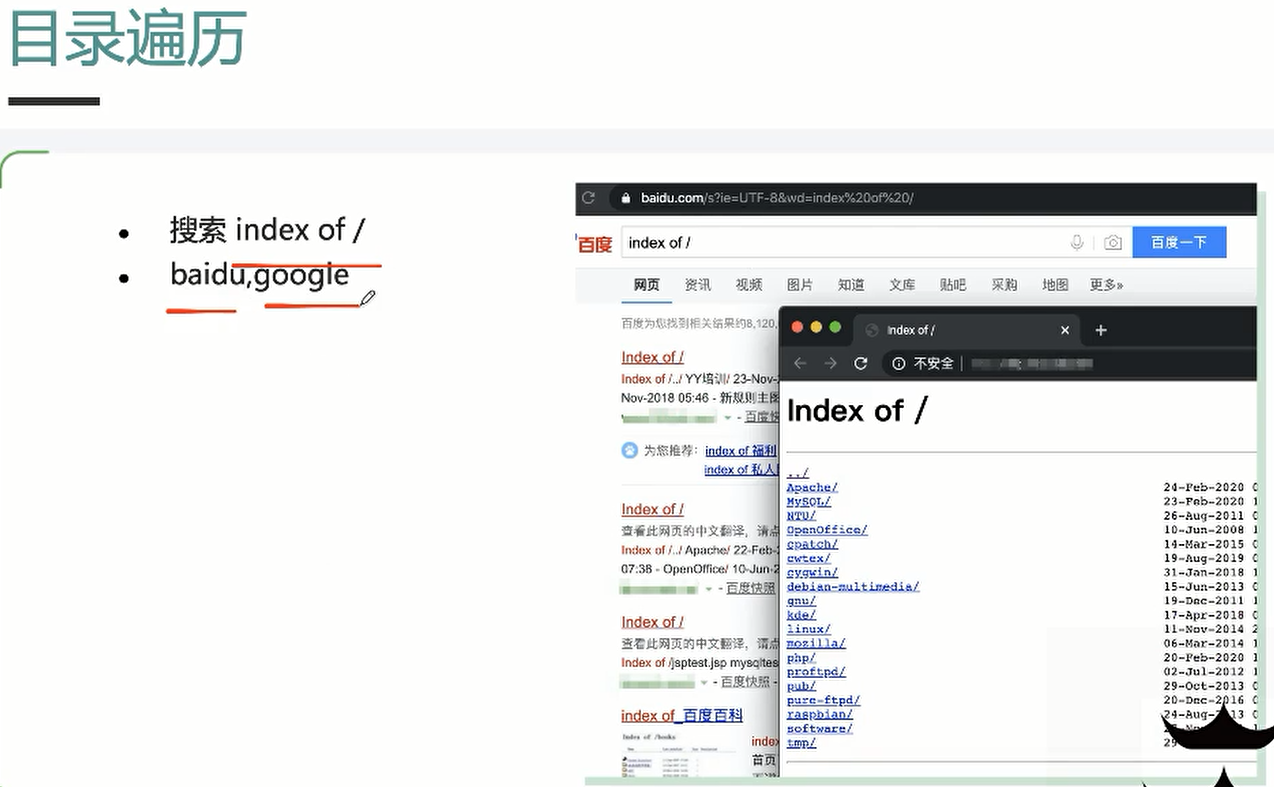 目录遍历
搜索 index of /
baidu,google
baidu.com/s?ie=UTF-8&wd=index%20of%20/
百度
index of /
百度一下
网页 资讯 视频 图片 知道 文库 贴吧 采购 地图 更多»
百度为您找到相关结果约8,120,
Index of /
Index of /../ YY培训/ 23-Nov-
Nov-2018 05:46 - 新规则主图
百度快
为您推荐: index of 福利
index of 私人
Index of /
查看此网页的中文翻译，请点
Index of /../ Apache/ 22-Feb-2
07:38 - OpenOffice/ 10-Jun-2
百度快照
Index of /
查看此网页的中文翻译，请点
Index of /jsptest.jsp mysqltes
- 百度快照 -
index of_百度百科
Index of /books
index
首页
Index of /
不安全
Index of /
../
Apache/ 24-Feb-2020
MySQL/ 23-Feb-2020 1
NTU/ 26-Aug-2011
OpenOffice/ 10-Jun-2008 1
cpatch/ 14-Mar-2015
cwtex/ 19-Aug-2019
cygwin/ 31-Jan-2018 1
debian-multimedia/ 15-Jun-2013
gnu/ 19-Dec-2011 1
kde/ 17-Apr-2018
linux/ 11-Nov-2014 2
mozilla/ 06-Mar-2014 1
php/ 20-Feb-2020 1
proftpd/ 02-Jul-2012 1
pub/ 29-Oct-2013
pure-ftpd/ 20-Dec-2016
raspbian/ 24-Aug-2013
software/
tmp/ 29